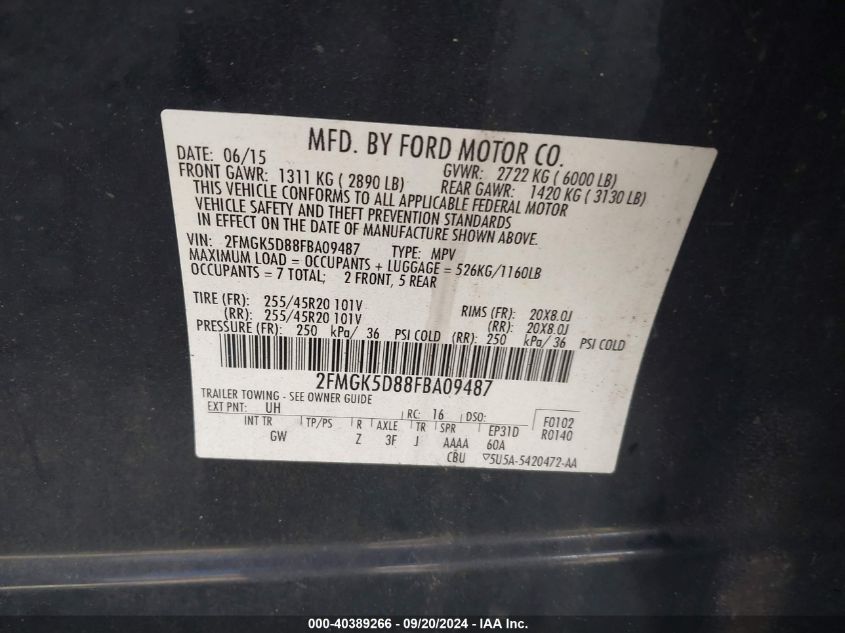 MFD. BY FORD MOTOR CO.
DATE: 06/15 GVWR: 2722 KG ( 6000 LB)
FRONT GAWR: 1311 KG ( 2890 LB) REAR GAWR: 1420 KG ( 3130 LB)
THIS VEHICLE CONFORMS TO ALL APPLICABLE FEDERAL MOTOR
VEHICLE SAFETY AND THEFT PREVENTION STANDARDS
IN EFFECT ON THE DATE OF MANUFACTURE SHOWN ABOVE.
VIN: 2FMGK5D88FBA09487 TYPE: MPV
MAXIMUM LOAD = OCCUPANTS + LUGGAGE = 526KG/1160LB
OCCUPANTS = 7 TOTAL; 2 FRONT, 5 REAR
TIRE (FR): 255/45R20 101V RIMS (FR): 20X8.0J
(RR): 255/45R20 101V (RR): 20X8.0J
PRESSURE (FR): 250 kPa/ 36 PSI COLD (RR): 250 kPa/ 36 PSI COLD
2FMGK5D88FBA09487
TRAILER TOWING - SEE OWNER GUIDE
EXT PNT: UH RC: 16 DSO: F0102
INT TR TP/PS R AXLE TR SPR EP31D R0140
GW Z 3F J AAAA 60A
CBU ▽5U5A-5420472-AA
000-40389266 - 09/20/2024 - IAA Inc.